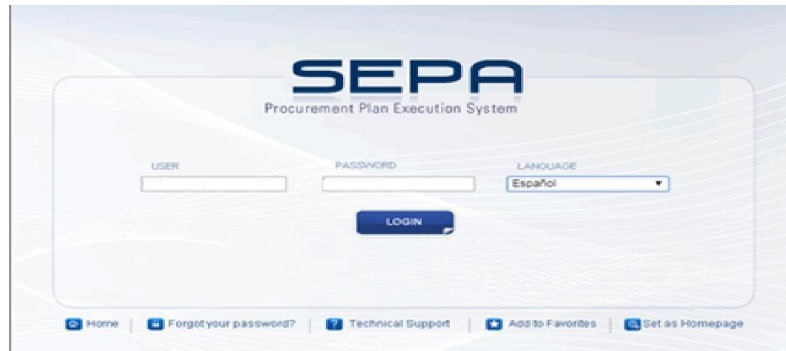 SEPA
Procurement Plan Execution System
USER PASSWORD LANGUAGE
Español
LOGIN
Home Forgot your password? Technical Support Add to Favorites Set as Homepage